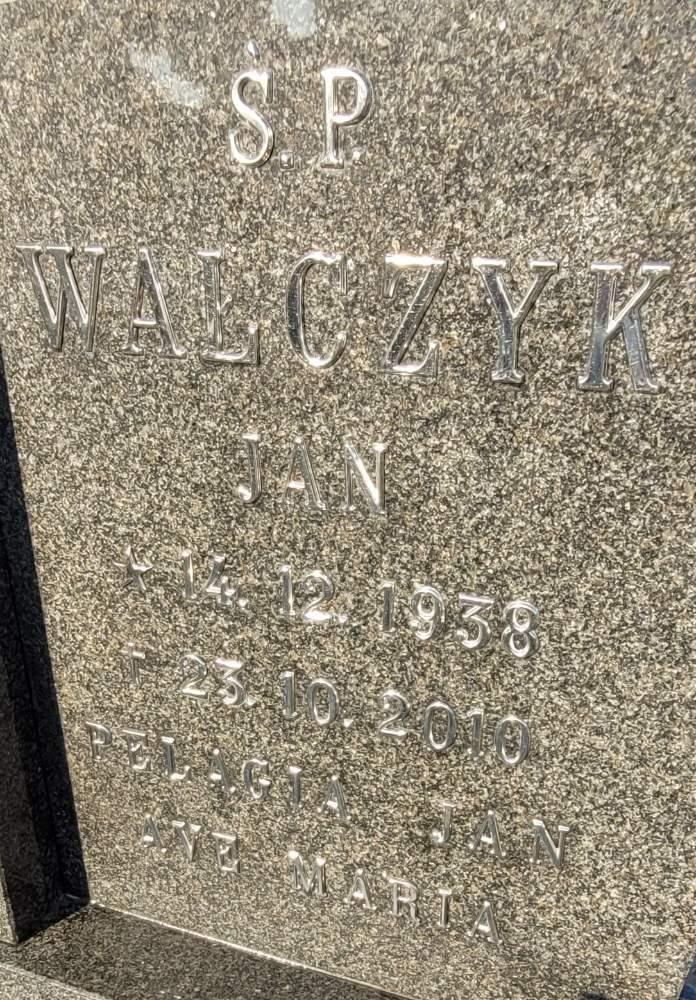 Ś.P.
WAŁCZYK
JAN
★ 14. 12. 1938
† 23. 10. 2010
PELAGIA JAN
AVE MARIA